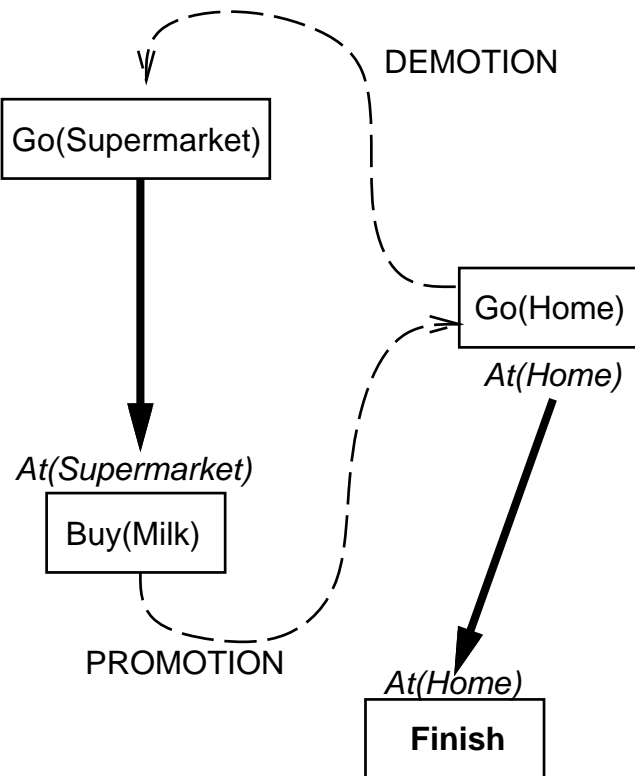 DEMOTION
Go(Supermarket)
Go(Home)
At(Home)
At(Supermarket)
Buy(Milk)
PROMOTION
At(Home)
Finish